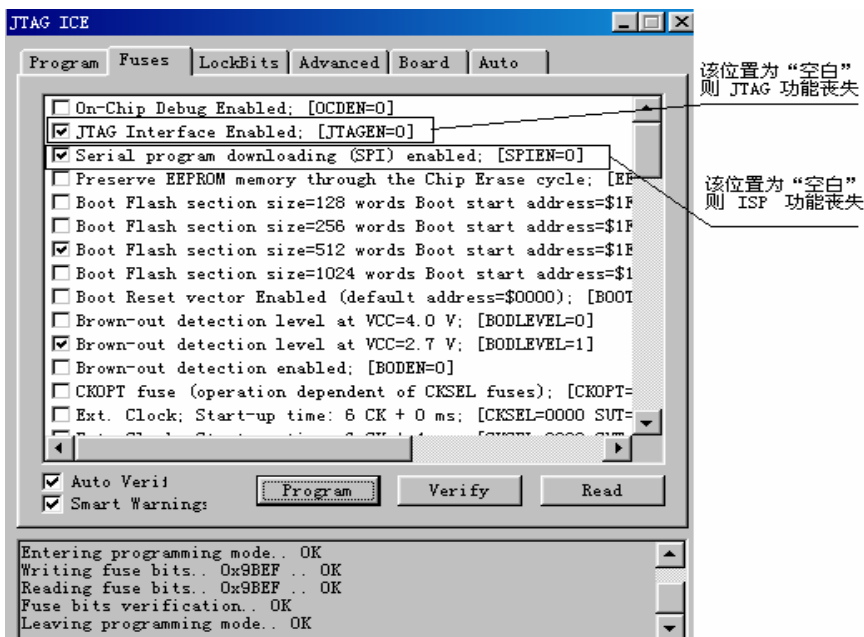 JTAG ICE
Program Fuses LockBits Advanced Board Auto
On-Chip Debug Enabled; [OCDEN=0]
JTAG Interface Enabled; [JTAGEN=0]
Serial program downloading (SPI) enabled; [SPIEN=0]
Preserve EEPROM memory through the Chip Erase cycle; [EE
Boot Flash section size=128 words Boot start address=$1F
Boot Flash section size=256 words Boot start address=$1F
Boot Flash section size=512 words Boot start address=$1F
Boot Flash section size=1024 words Boot start address=$1
Boot Reset vector Enabled (default address=$0000); [BOOT
Brown-out detection level at VCC=4.0 V; [BODLEVEL=0]
Brown-out detection level at VCC=2.7 V; [BODLEVEL=1]
Brown-out detection enabled; [BODEN=0]
CKOPT fuse (operation dependent of CKSEL fuses); [CKOPT=
Ext. Clock; Start-up time: 6 CK + 0 ms; [CKSEL=0000 SUT=
Auto Verif
Smart Warnings
Program Verify Read
Entering programming mode.. OK
Writing fuse bits.. 0x9BEF .. OK
Reading fuse bits.. 0x9BEF .. OK
Fuse bits verification.. OK
Leaving programming mode.. OK
该位置为“空白”
则 JTAG 功能丧失
该位置为“空白”
则 ISP 功能丧失